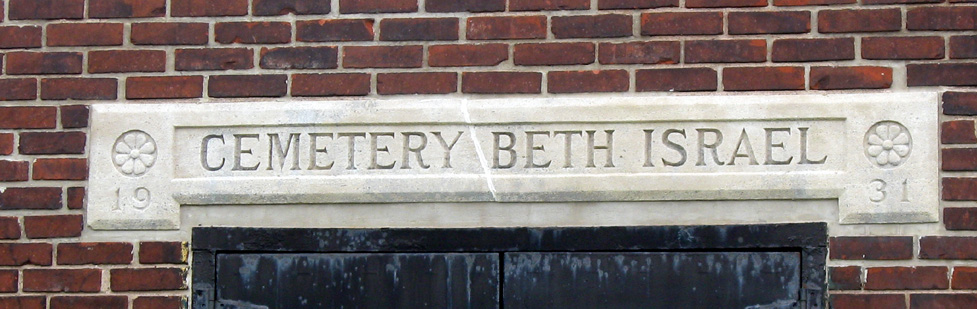 CEMETERY BETH ISRAEL
19 31